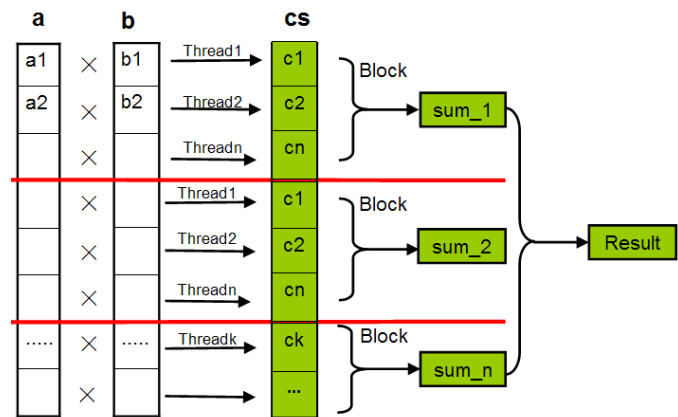 a b cs
a1 × b1 Thread1 c1 Block
a2 × b2 Thread2 c2 sum_1
× Threadn cn
× Thread1 c1 Block
× Thread2 c2 sum_2 Result
× Threadn cn
..... × ..... Threadk ck Block
× ... sum_n